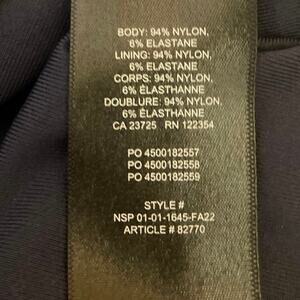 BODY: 94% NYLON,
6% ELASTANE
LINING: 94% NYLON,
6% ELASTANE
CORPS: 94% NYLON,
6% ÉLASTHANNE
DOUBLURE: 94% NYLON,
6% ÉLASTHANNE
CA 23725 RN 122354
PO 4500182557
PO 4500182558
PO 4500182559
STYLE #
NSP 01-01-1645-FA22
ARTICLE # 82770